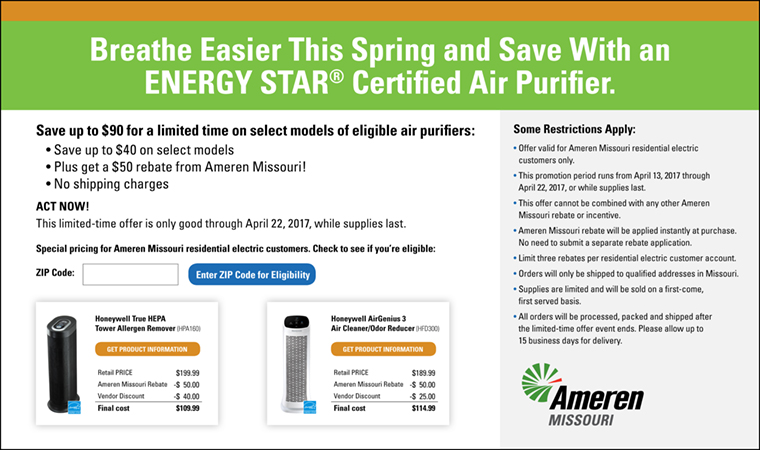 Breathe Easier This Spring and Save With an
ENERGY STAR® Certified Air Purifier.
Save up to $90 for a limited time on select models of eligible air purifiers:
• Save up to $40 on select models
• Plus get a $50 rebate from Ameren Missouri!
• No shipping charges
ACT NOW!
This limited-time offer is only good through April 22, 2017, while supplies last.
Special pricing for Ameren Missouri residential electric customers. Check to see if you're eligible:
ZIP Code:
Enter ZIP Code for Eligibility
Honeywell True HEPA
Tower Allergen Remover (HPA160)
GET PRODUCT INFORMATION
Retail PRICE $199.99
Ameren Missouri Rebate -$ 50.00
Vendor Discount -$ 40.00
Final cost $109.99
Honeywell AirGenius 3
Air Cleaner/Odor Reducer (HFD300)
GET PRODUCT INFORMATION
Retail PRICE $189.99
Ameren Missouri Rebate -$ 50.00
Vendor Discount -$ 25.00
Final cost $114.99
Some Restrictions Apply:
• Offer valid for Ameren Missouri residential electric
customers only.
• This promotion period runs from April 13, 2017 through
April 22, 2017, or while supplies last.
• This offer cannot be combined with any other Ameren
Missouri rebate or incentive.
• Ameren Missouri rebate will be applied instantly at purchase.
No need to submit a separate rebate application.
• Limit three rebates per residential electric customer account.
• Orders will only be shipped to qualified addresses in Missouri.
• Supplies are limited and will be sold on a first-come,
first served basis.
• All orders will be processed, packed and shipped after
the limited-time offer event ends. Please allow up to
15 business days for delivery.
Ameren
MISSOURI